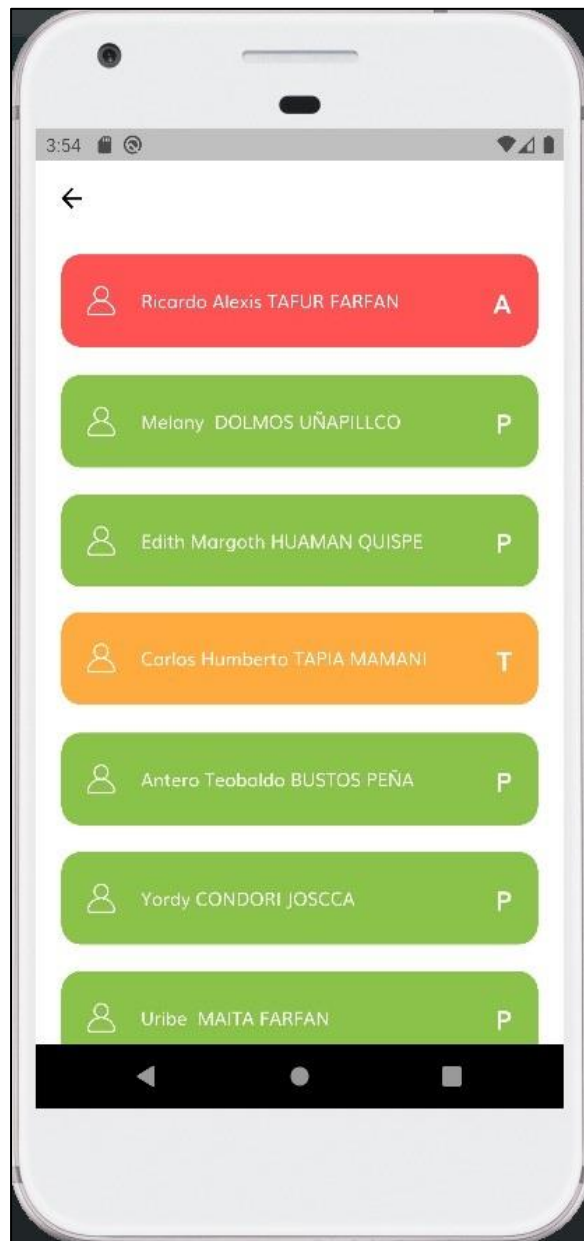 3:54
Ricardo Alexis TAFUR FARFAN A
Melany DOLMOS UÑAPILLCO P
Edith Margoth HUAMAN QUISPE P
Carlos Humberto TAPIA MAMANI T
Antero Teobaldo BUSTOS PEÑA P
Yordy CONDORI JOSCCA P
Uribe MAITA FARFAN P